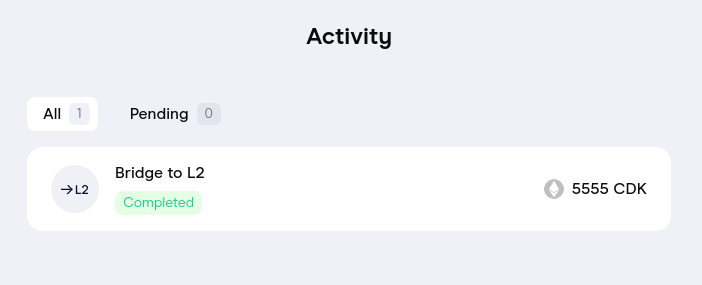 Activity
All 1 Pending 0
Bridge to L2
→L2 5555 CDK
Completed